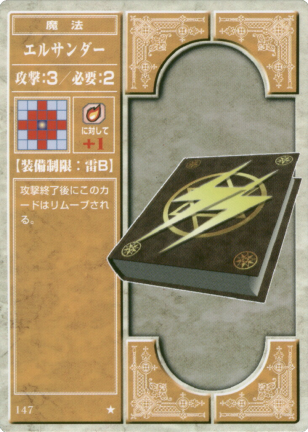 魔法
エルサンダー
攻撃:3／必要:2
に対して
+1
【装備制限：雷B】
攻撃終了後にこのカ
ードはリムーブされ
る。
147
★